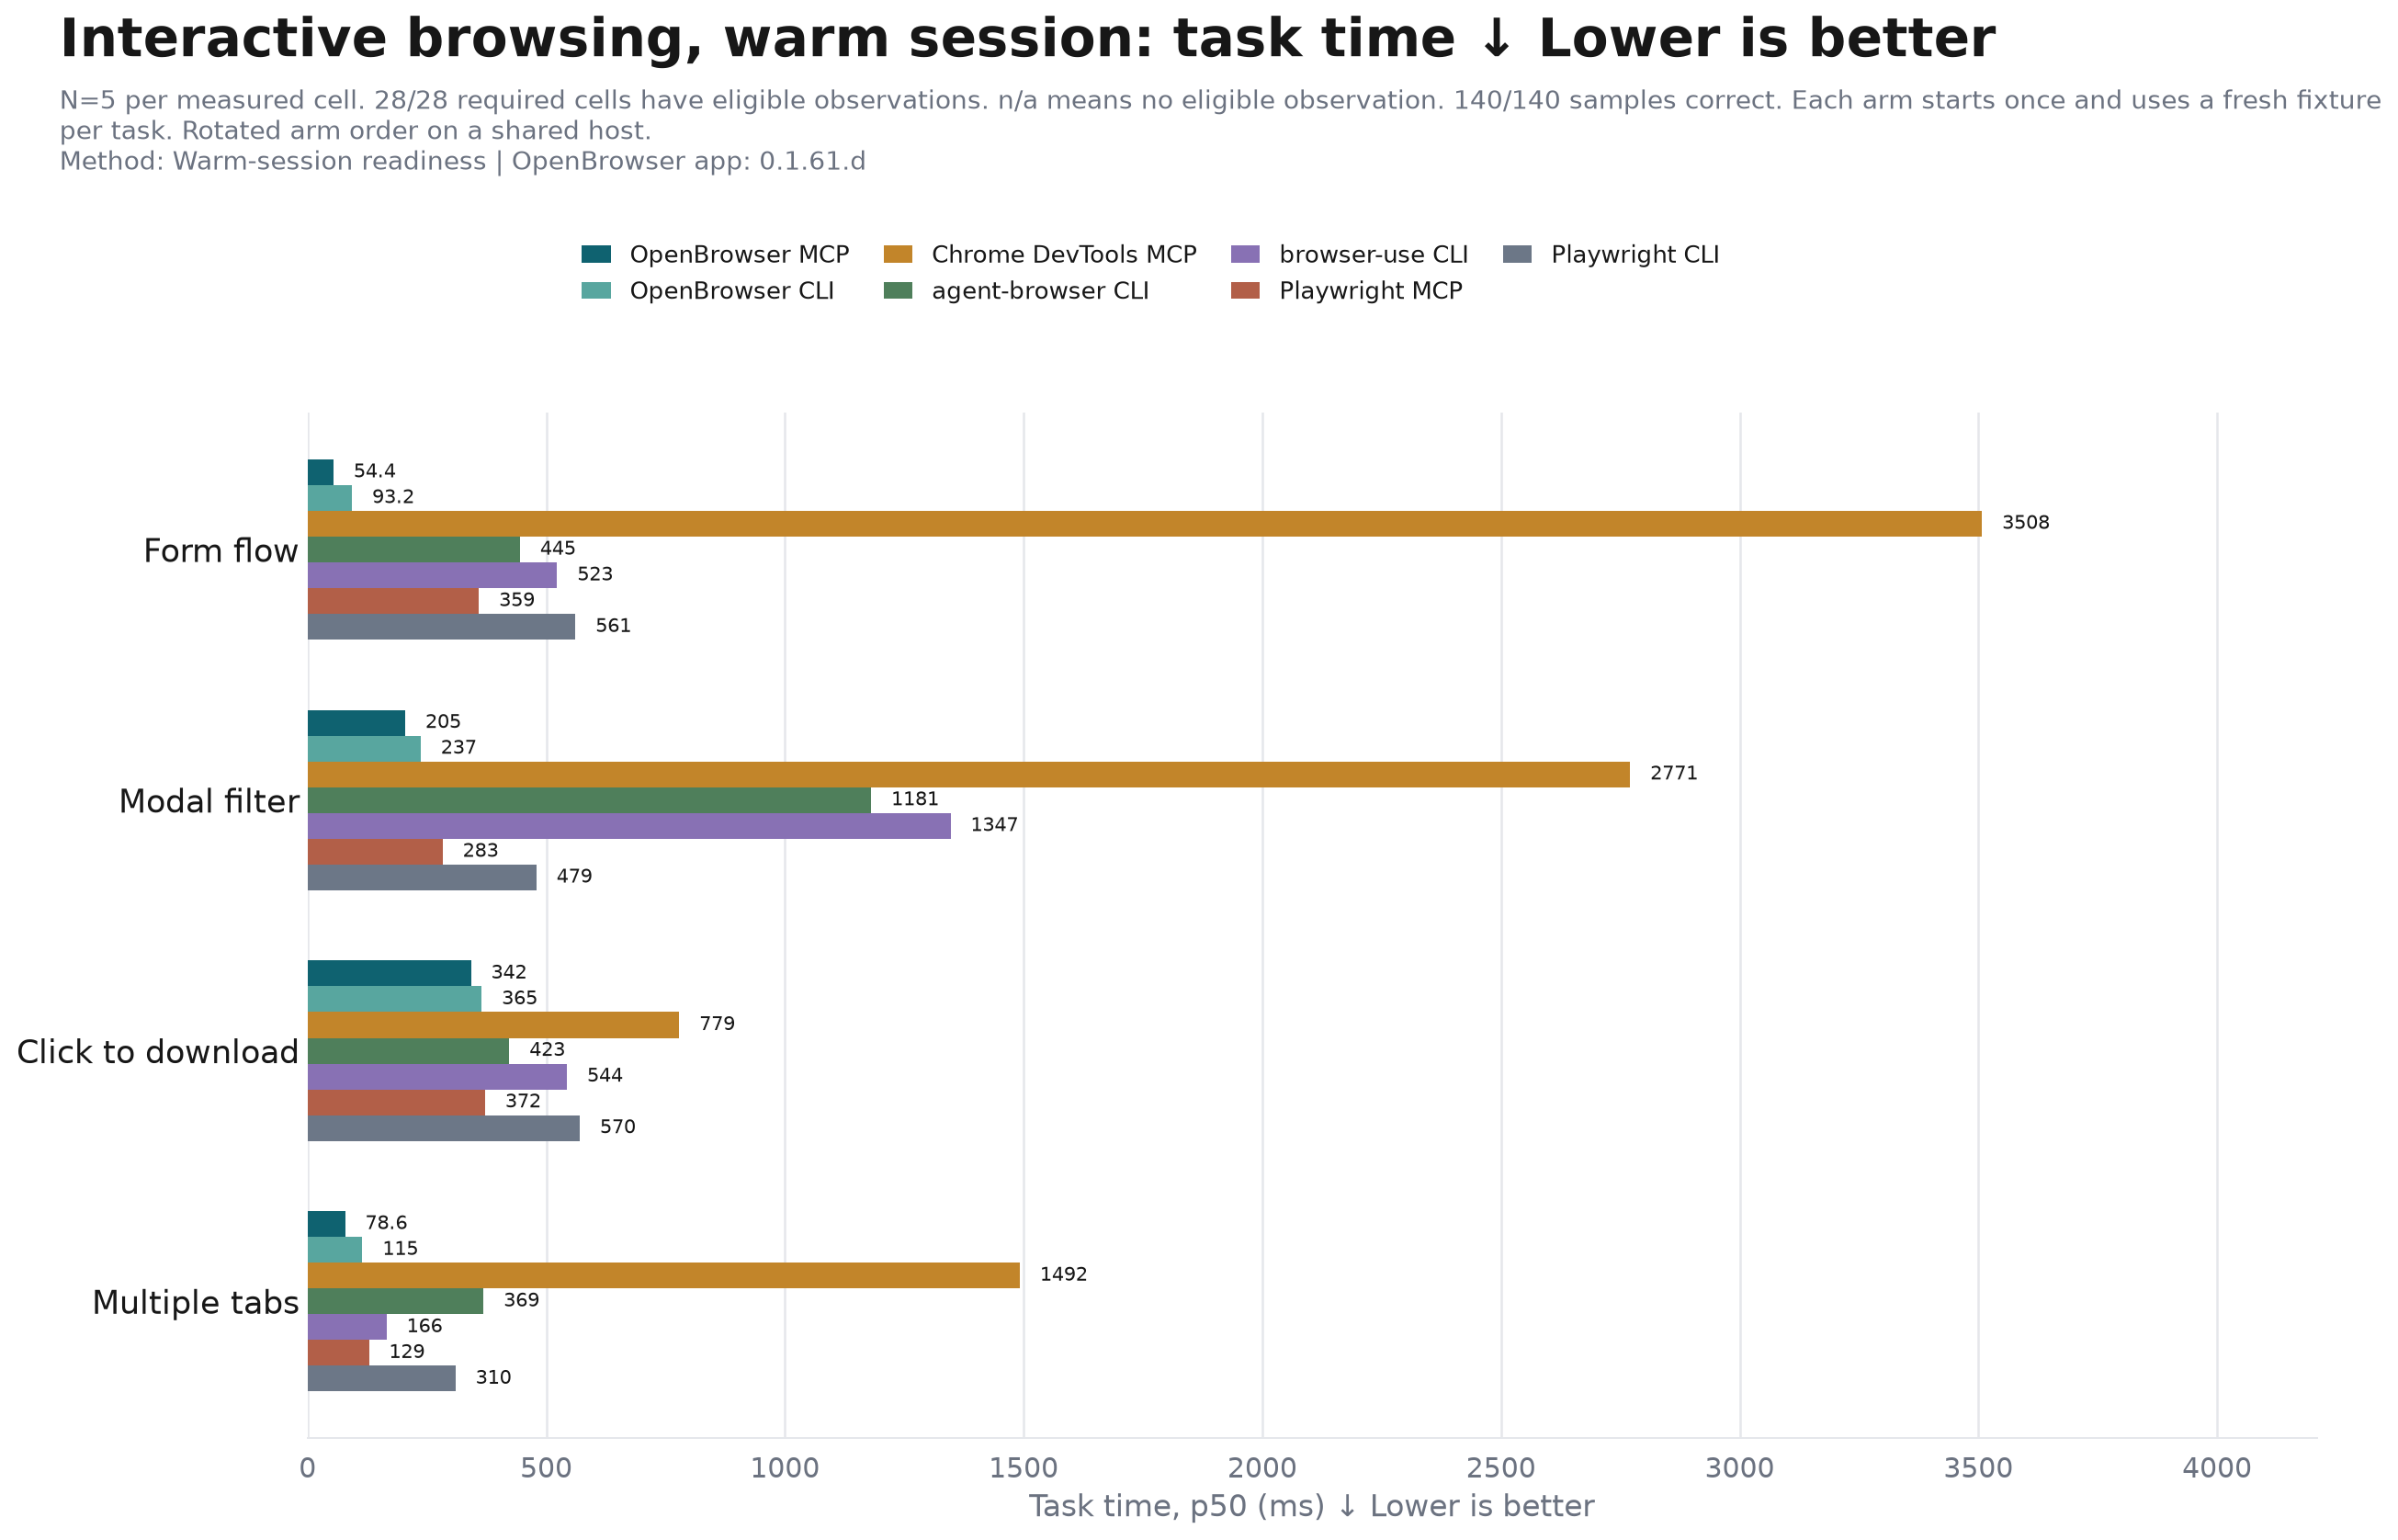 Interactive browsing, warm session: task time ↓ Lower is better
N=5 per measured cell. 28/28 required cells have eligible observations. n/a means no eligible observation. 140/140 samples correct. Each arm starts once and uses a fresh fixture
per task. Rotated arm order on a shared host.
Method: Warm-session readiness | OpenBrowser app: 0.1.61.d
OpenBrowser MCP Chrome DevTools MCP browser-use CLI Playwright CLI
OpenBrowser CLI agent-browser CLI Playwright MCP
54.4
93.2
3508
Form flow
445
523
359
561
205
237
2771
Modal filter
1181
1347
283
479
342
365
779
Click to download
423
544
372
570
78.6
115
1492
Multiple tabs
369
166
129
310
0 500 1000 1500 2000 2500 3000 3500 4000
Task time, p50 (ms) ↓ Lower is better